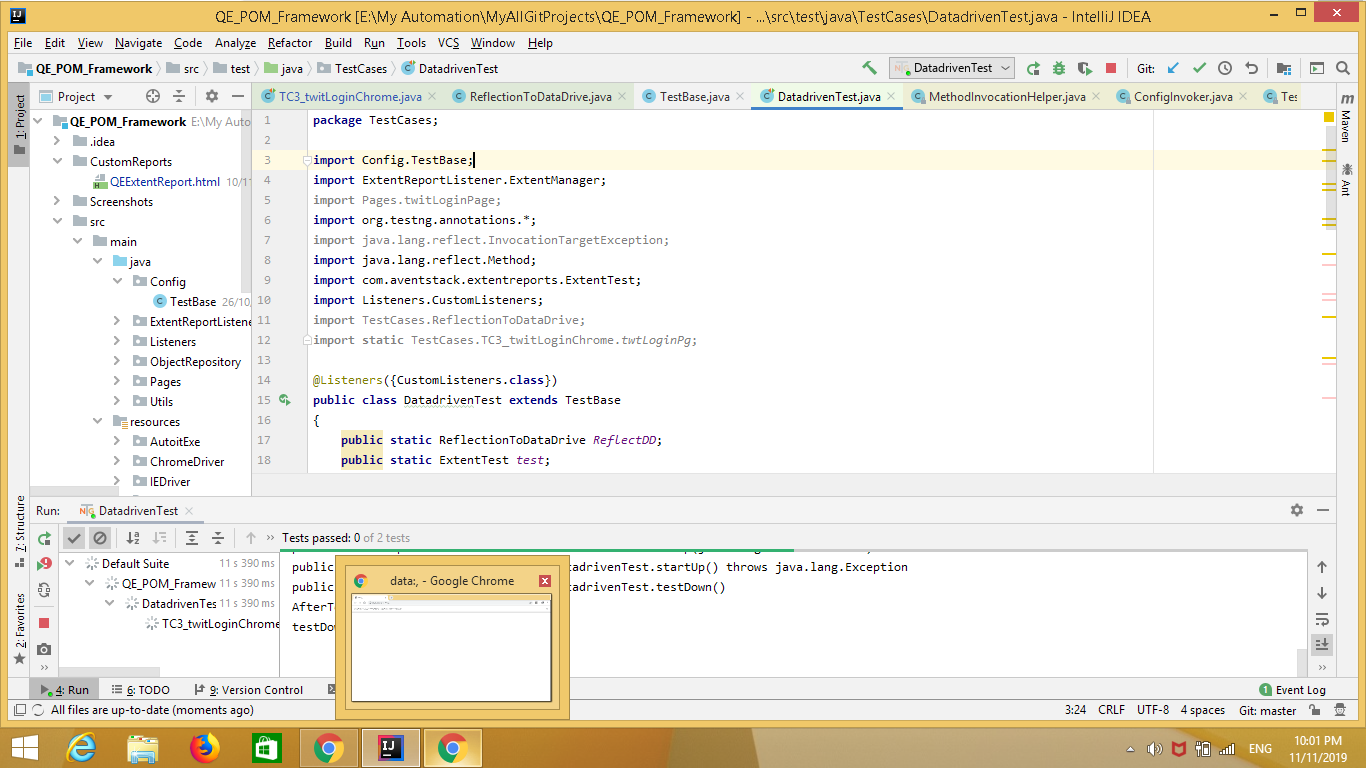 QE_POM_Framework [E:\My Automation\MyAllGitProjects\QE_POM_Framework] - ...\src\test\java\TestCases\DatadrivenTest.java - IntelliJ IDEA
File Edit View Navigate Code Analyze Refactor Build Run Tools VCS Window Help
QE_POM_Framework src test java TestCases DatadrivenTest DatadrivenTest Git:
Project TC3_twitLoginChrome.java ReflectionToDataDrive.java TestBase.java DatadrivenTest.java MethodInvocationHelper.java ConfigInvoker.java Tes
1: Project
QE_POM_Framework E:\My Auto
.idea
CustomReports
QEExtentReport.html 10/11
Screenshots
src
main
java
Config
TestBase 26/10
ExtentReportListene
Listeners
ObjectRepository
Pages
Utils
resources
AutoitExe
ChromeDriver
IEDriver
1 package TestCases;
2
3 import Config.TestBase;
4 import ExtentReportListener.ExtentManager;
5 import Pages.twitLoginPage;
6 import org.testng.annotations.*;
7 import java.lang.reflect.InvocationTargetException;
8 import java.lang.reflect.Method;
9 import com.aventstack.extentreports.ExtentTest;
10 import Listeners.CustomListeners;
11 import TestCases.ReflectionToDataDrive;
12 import static TestCases.TC3_twitLoginChrome.twtLoginPg;
13
14 @Listeners({CustomListeners.class})
15 public class DatadrivenTest extends TestBase
16 {
17 public static ReflectionToDataDrive ReflectDD;
18 public static ExtentTest test;
Maven
Ant
Run: DatadrivenTest
7: Structure
2: Favorites
Tests passed: 0 of 2 tests
Default Suite 11 s 390 ms
QE_POM_Framew 11 s 390 ms
DatadrivenTes 11 s 390 ms
TC3_twitLoginChrome
public tadrivenTest.startUp() throws java.lang.Exception
public tadrivenTest.testDown()
AfterT
testDow
data:, - Google Chrome
4: Run 6: TODO 9: Version Control Event Log
All files are up-to-date (moments ago) 3:24 CRLF UTF-8 4 spaces Git: master
ENG 10:01 PM
11/11/2019